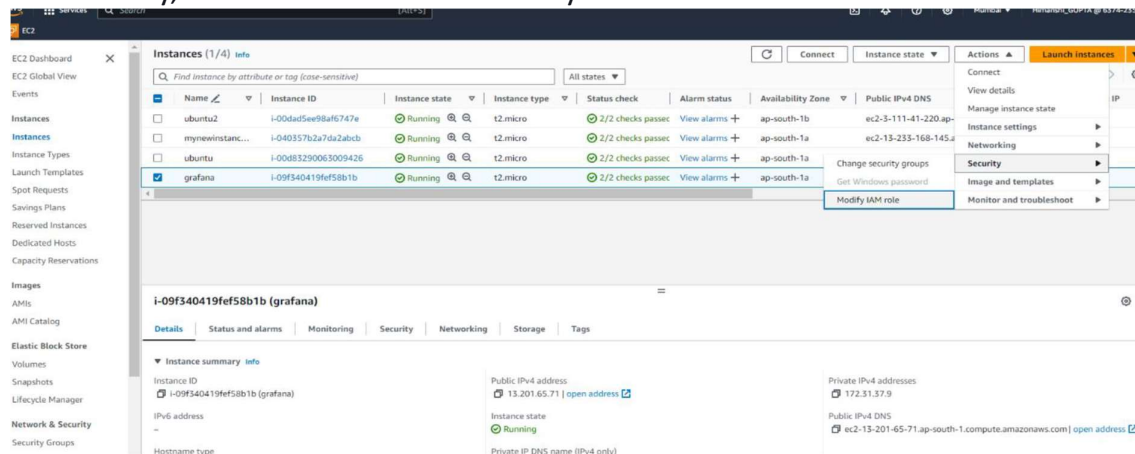 Services Search [Alt+S] Mumbai Himanshi_GUPTA @ 6374-235
EC2
EC2 Dashboard
EC2 Global View
Events
Instances
Instances
Instance Types
Launch Templates
Spot Requests
Savings Plans
Reserved Instances
Dedicated Hosts
Capacity Reservations
Images
AMIs
AMI Catalog
Elastic Block Store
Volumes
Snapshots
Lifecycle Manager
Network & Security
Security Groups
Instances (1/4) Info
Connect Instance state Actions Launch instances
Find Instance by attribute or tag (case-sensitive) All states
Name Instance ID Instance state Instance type Status check Alarm status Availability Zone Public IPv4 DNS IP
ubuntu2 i-00dad5ee98af6747e Running t2.micro 2/2 checks passec View alarms + ap-south-1b ec2-3-111-41-220.ap-
mynewinstanc... i-040357b2a7da2abcb Running t2.micro 2/2 checks passec View alarms + ap-south-1a ec2-13-233-168-145.a
ubuntu i-00d83290063009426 Running t2.micro 2/2 checks passec View alarms + ap-south-1a
grafana i-09f340419fef58b1b Running t2.micro 2/2 checks passec View alarms + ap-south-1a
Connect
View details
Manage instance state
Instance settings
Networking
Security
Image and templates
Monitor and troubleshoot
Change security groups
Get Windows password
Modify IAM role
i-09f340419fef58b1b (grafana)
Details Status and alarms Monitoring Security Networking Storage Tags
Instance summary Info
Instance ID
i-09f340419fef58b1b (grafana)
Public IPv4 address
13.201.65.71 | open address
Private IPv4 addresses
172.31.37.9
IPv6 address
–
Instance state
Running
Public IPv4 DNS
ec2-13-201-65-71.ap-south-1.compute.amazonaws.com | open address
Hostname type
Private IP DNS name (IPv4 only)